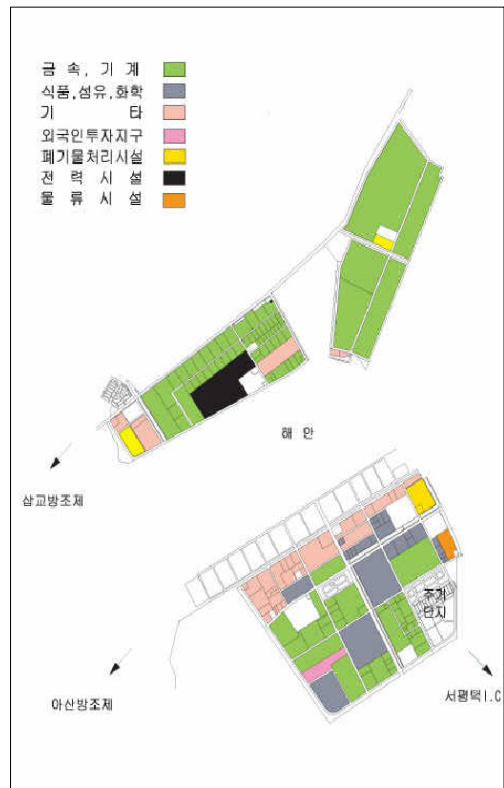 금 속, 기 계
식품,섬유,화학
기 타
외국인투자지구
폐기물처리시설
전 력 시 설
물 류 시 설
해 안
삽교방조제
주거
단지
아산방조제
서평택I.C